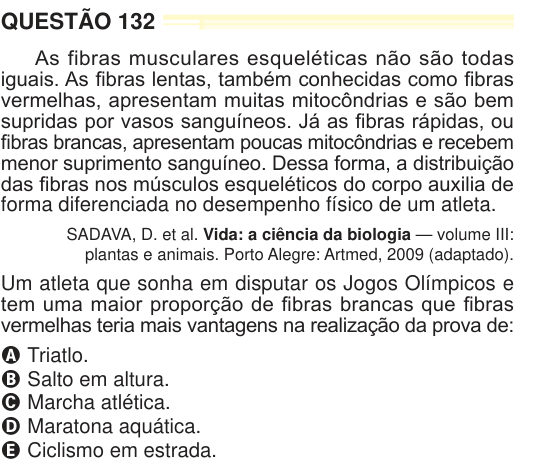 QUESTÃO 132
As fibras musculares esqueléticas não são todas
iguais. As fibras lentas, também conhecidas como fibras
vermelhas, apresentam muitas mitocôndrias e são bem
supridas por vasos sanguíneos. Já as fibras rápidas, ou
fibras brancas, apresentam poucas mitocôndrias e recebem
menor suprimento sanguíneo. Dessa forma, a distribuição
das fibras nos músculos esqueléticos do corpo auxilia de
forma diferenciada no desempenho físico de um atleta.
SADAVA, D. et al. Vida: a ciência da biologia — volume III:
plantas e animais. Porto Alegre: Artmed, 2009 (adaptado).
Um atleta que sonha em disputar os Jogos Olímpicos e
tem uma maior proporção de fibras brancas que fibras
vermelhas teria mais vantagens na realização da prova de:
A Triatlo.
B Salto em altura.
C Marcha atlética.
D Maratona aquática.
E Ciclismo em estrada.